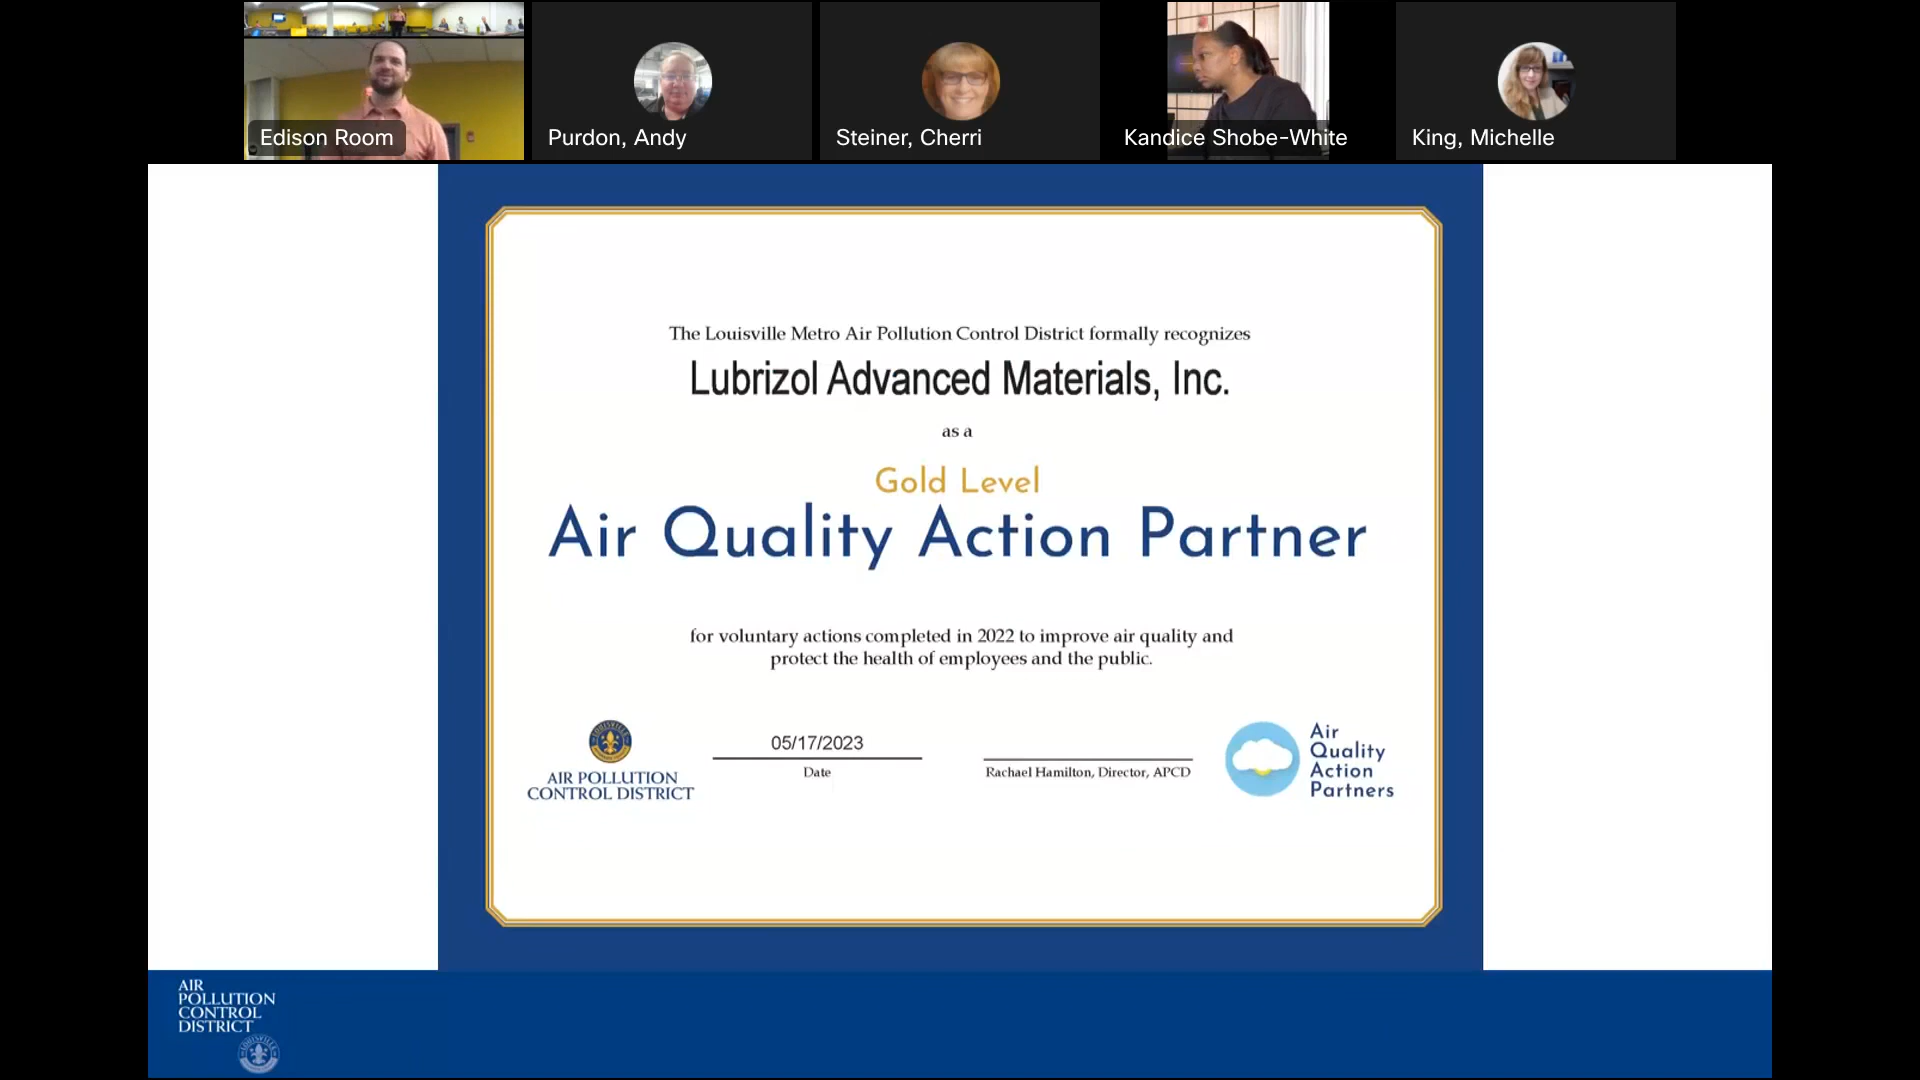 Edison Room
Purdon, Andy
Steiner, Cherri
Kandice Shobe-White
King, Michelle
The Louisville Metro Air Pollution Control District formally recognizes
Lubrizol Advanced Materials, Inc.
as a
Gold Level
Air Quality Action Partner
for voluntary actions completed in 2022 to improve air quality and
protect the health of employees and the public.
LOUISVILLE
AIR POLLUTION
CONTROL DISTRICT
05/17/2023
Date
Rachael Hamilton, Director, APCD
Air
Quality
Action
Partners
AIR
POLLUTION
CONTROL
DISTRICT
LOUISVILLE